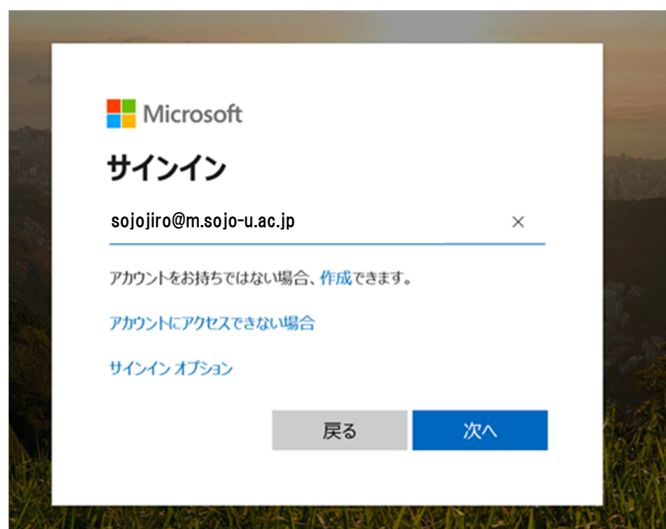 Microsoft
サインイン
sojojiro@m.sojo-u.ac.jp
アカウントをお持ちではない場合、作成できます。
アカウントにアクセスできない場合
サインイン オプション
戻る
次へ